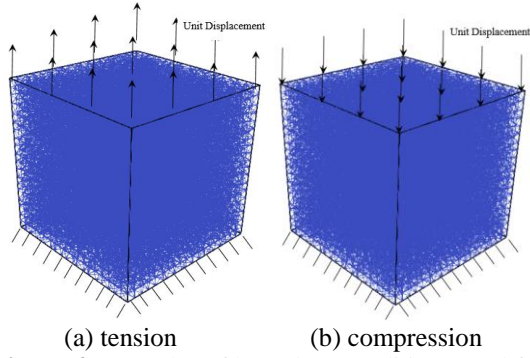 Unit Displacement
Unit Displacement
(a) tension
(b) compression